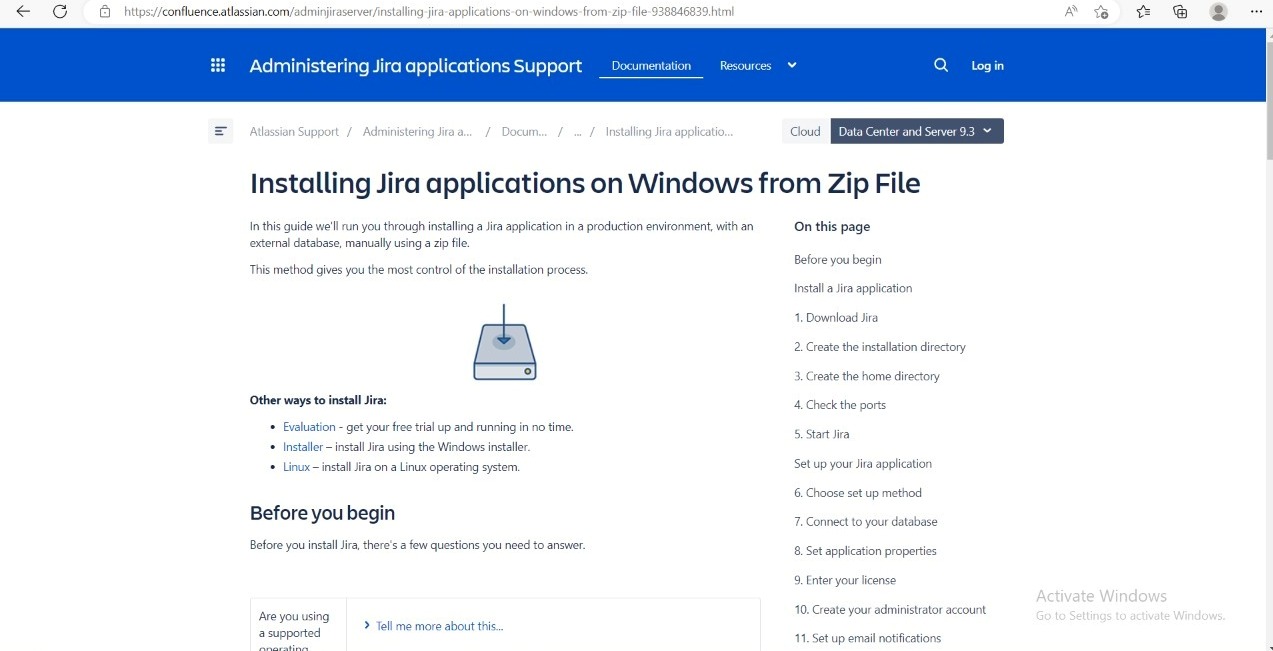 https://confluence.atlassian.com/adminjiraserver/installing-jira-applications-on-windows-from-zip-file-938846839.html
Administering Jira applications Support
Documentation
Resources
Log in
Atlassian Support / Administering Jira a... / Docum... / ... / Installing Jira applicatio...
Cloud
Data Center and Server 9.3
Installing Jira applications on Windows from Zip File
In this guide we'll run you through installing a Jira application in a production environment, with an
external database, manually using a zip file.
This method gives you the most control of the installation process.
Other ways to install Jira:
• Evaluation - get your free trial up and running in no time.
• Installer – install Jira using the Windows installer.
• Linux – install Jira on a Linux operating system.
Before you begin
Before you install Jira, there's a few questions you need to answer.
Are you using
a supported
operating
Tell me more about this...
On this page
Before you begin
Install a Jira application
1. Download Jira
2. Create the installation directory
3. Create the home directory
4. Check the ports
5. Start Jira
Set up your Jira application
6. Choose set up method
7. Connect to your database
8. Set application properties
9. Enter your license
10. Create your administrator account
11. Set up email notifications
Activate Windows
Go to Settings to activate Windows.